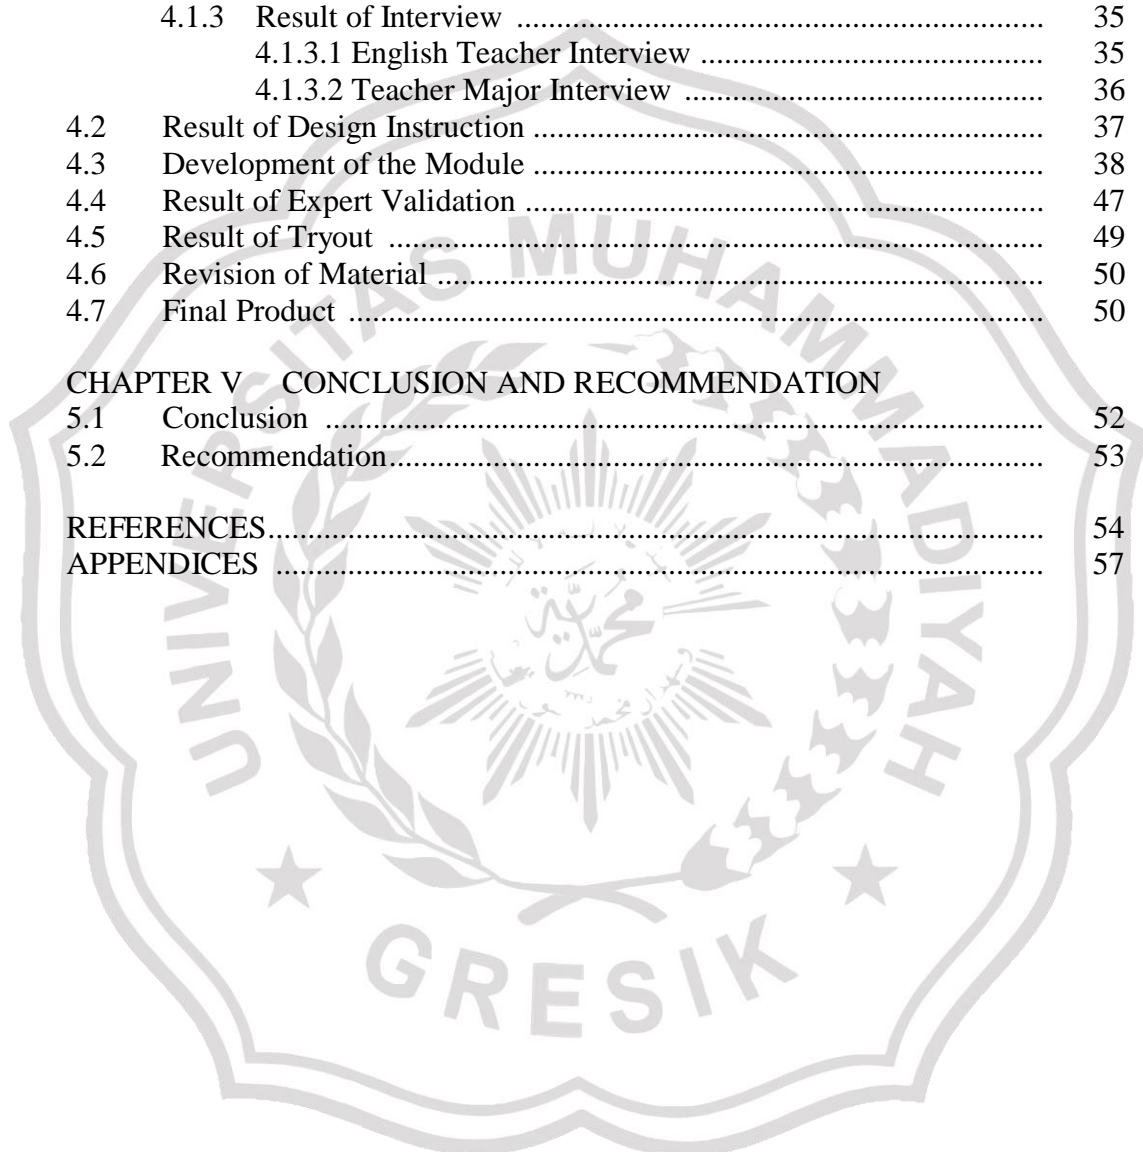 4.1.3 Result of Interview ................................................................. 35
4.1.3.1 English Teacher Interview .......................................... 35
4.1.3.2 Teacher Major Interview ............................................ 36
4.2 Result of Design Instruction ............................................................... 37
4.3 Development of the Module ............................................................... 38
4.4 Result of Expert Validation ................................................................ 47
4.5 Result of Tryout ................................................................................. 49
4.6 Revision of Material ........................................................................... 50
4.7 Final Product ...................................................................................... 50
CHAPTER V CONCLUSION AND RECOMMENDATION
5.1 Conclusion ......................................................................................... 52
5.2 Recommendation................................................................................. 53
REFERENCES................................................................................................ 54
APPENDICES ............................................................................................... 57
UNIVERSITAS MUHAMMADIYAH
محمد
GRESIK